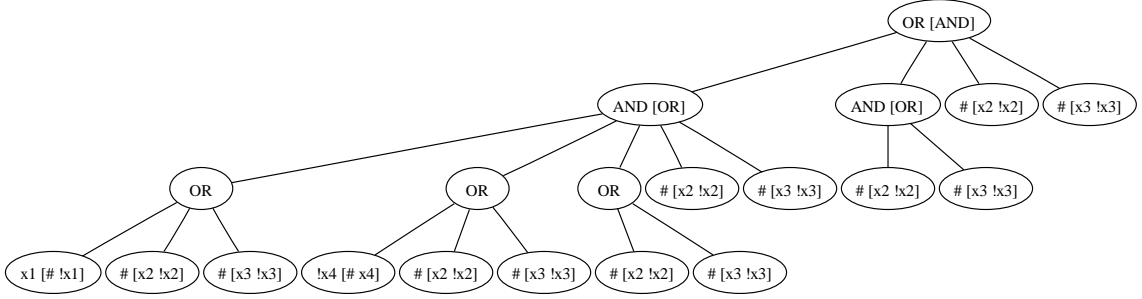 OR [AND]
AND [OR] AND [OR] # [x2 !x2] # [x3 !x3]
OR OR OR # [x2 !x2] # [x3 !x3] # [x2 !x2] # [x3 !x3]
x1 [# !x1] # [x2 !x2] # [x3 !x3] !x4 [# x4] # [x2 !x2] # [x3 !x3] # [x2 !x2] # [x3 !x3]